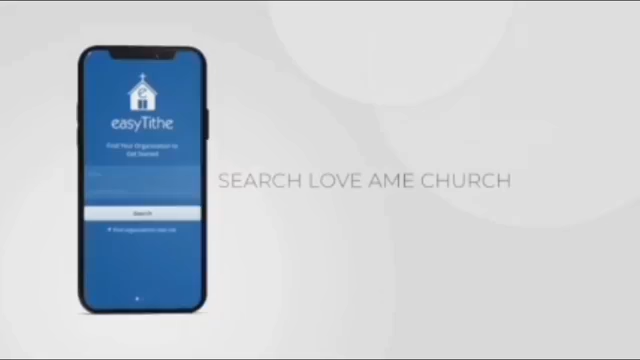 easyTithe
Find Your Organization to
Get Started
Search
SEARCH LOVE AME CHURCH